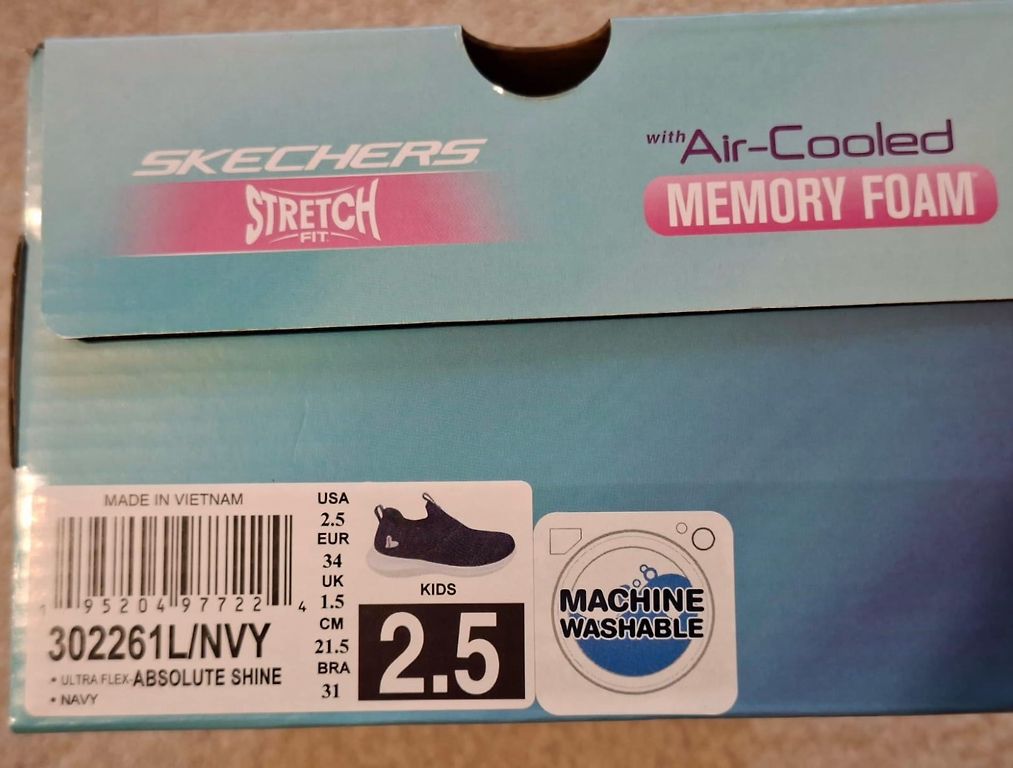 SKECHERS
STRETCH
FIT
with Air-Cooled
MEMORY FOAM
MADE IN VIETNAM
1 95204 97722 4
302261L/NVY
• ULTRA FLEX-ABSOLUTE SHINE
• NAVY
USA
2.5
EUR
34
UK
1.5
CM
21.5
BRA
31
KIDS
2.5
MACHINE
WASHABLE